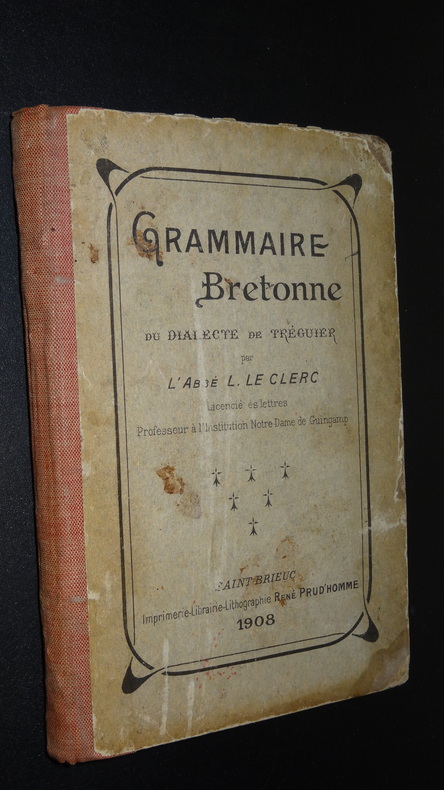 GRAMMAIRE
Bretonne
DU DIALECTE DE TRÉGUIER
par
L'ABBÉ L. LE CLERC
Licencié ès lettres
Professeur à l'Institution Notre-Dame de Guingamp
SAINT-BRIEUC
Imprimerie-Librairie-Lithographie RENÉ PRUD'HOMME
1908